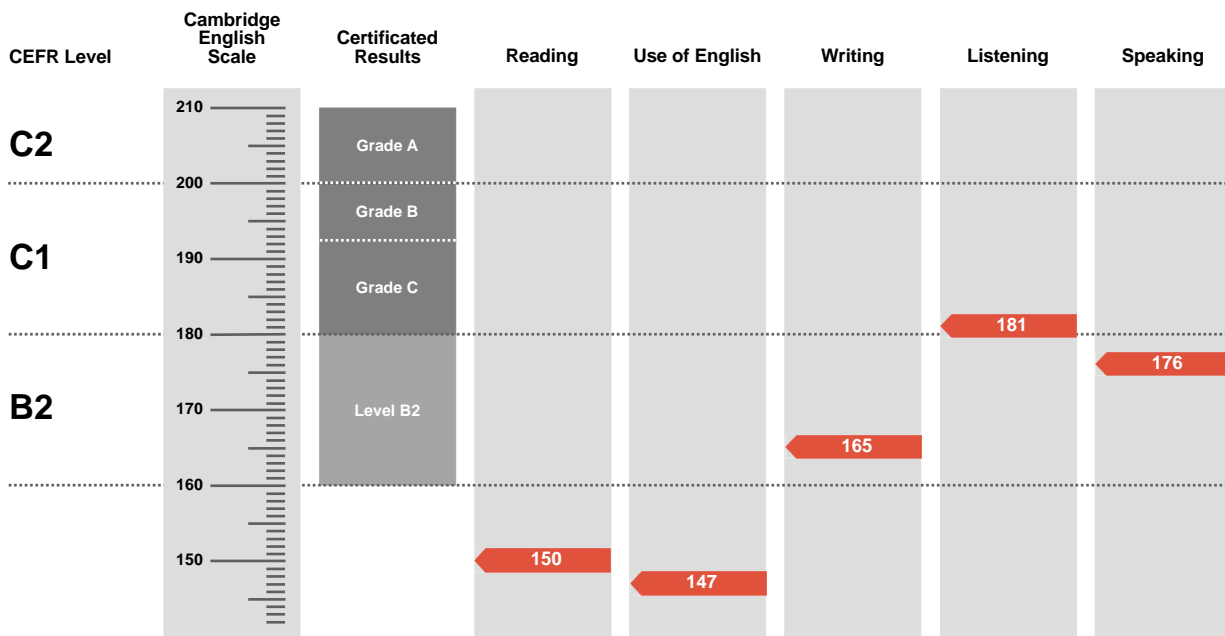 CEFR Level
Cambridge
English
Scale
Certificated
Results
Reading
Use of English
Writing
Listening
Speaking
210
C2
Grade A
200
Grade B
C1
190
Grade C
181
180
176
B2
170
Level B2
165
160
150
150
147